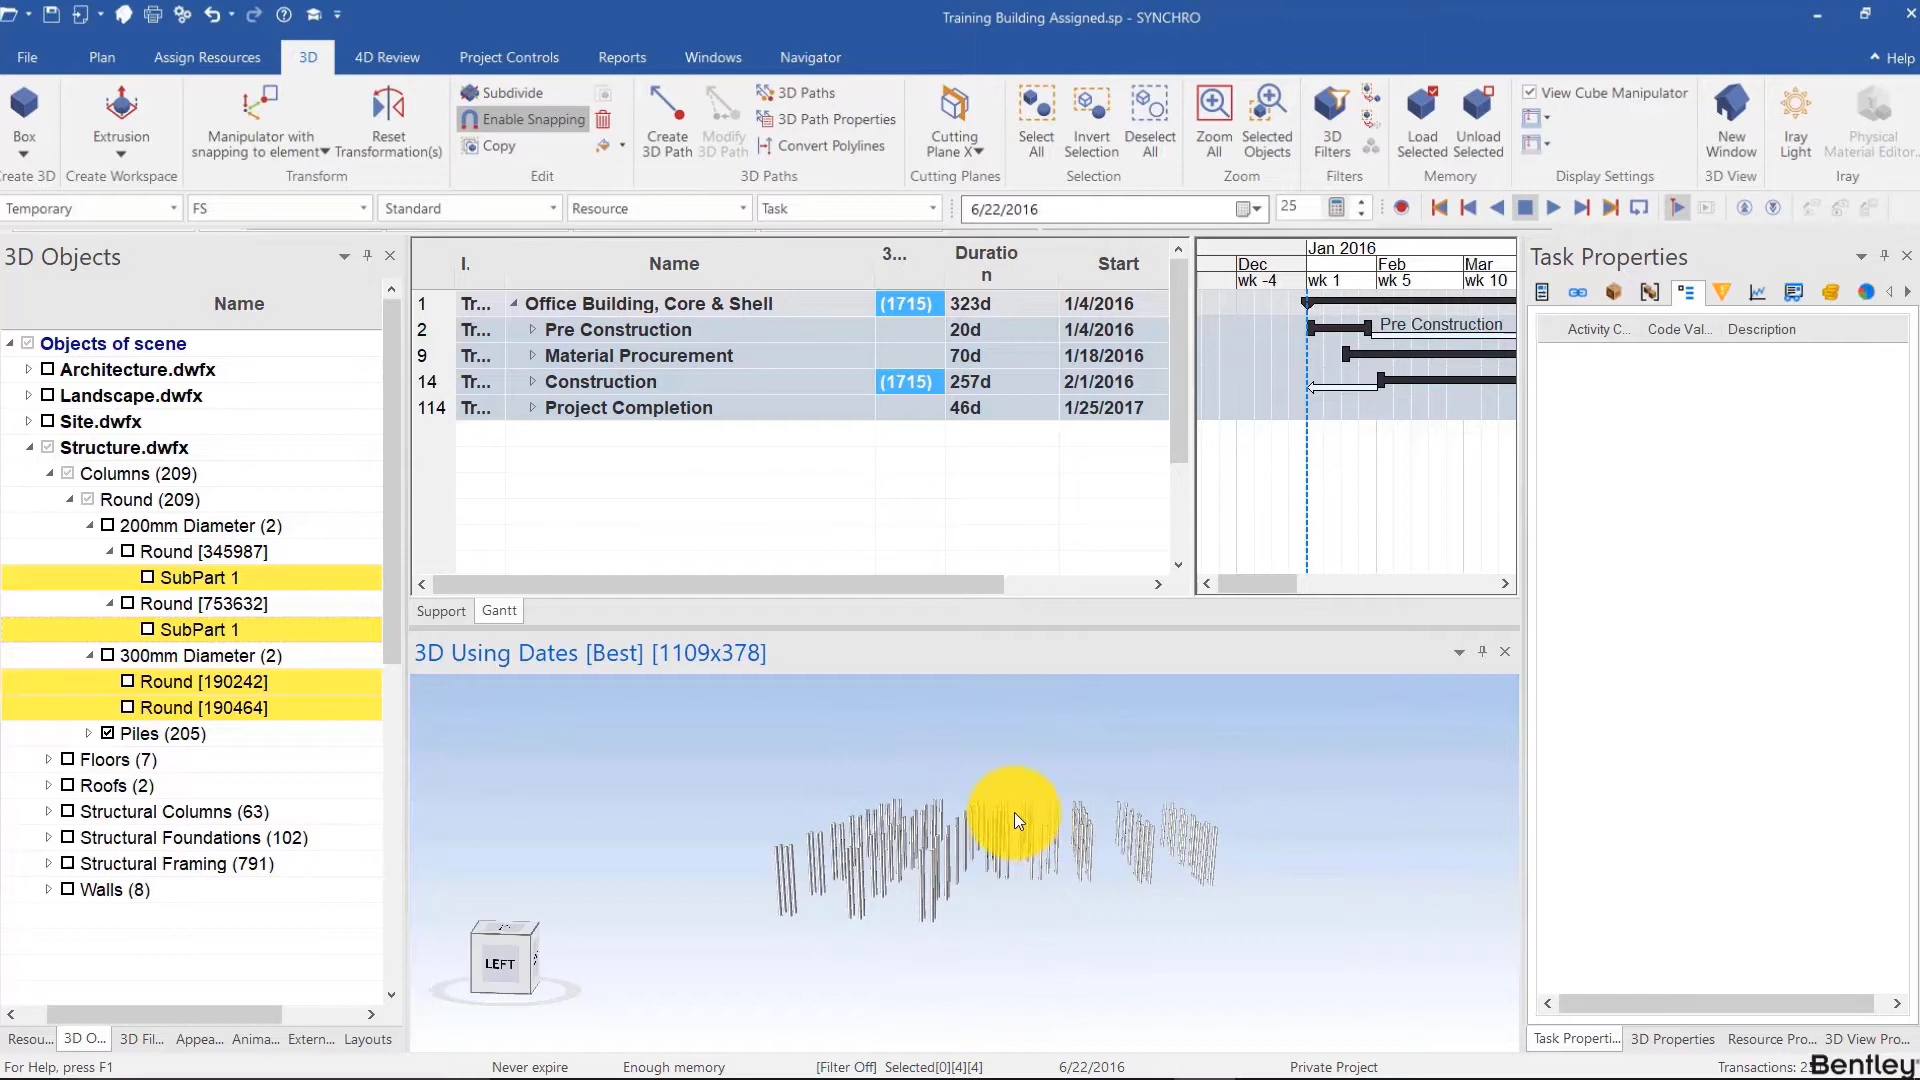 Training Building Assigned.sp - SYNCHRO
File Plan Assign Resources 3D 4D Review Project Controls Reports Windows Navigator Help
Box
Extrusion
Manipulator with
snapping to element
Reset
Transformation(s)
Subdivide
Enable Snapping
Copy
Create
3D Path
Modify
3D Path
3D Paths
3D Path Properties
Convert Polylines
Cutting
Plane X
Select
All
Invert
Selection
Deselect
All
Zoom
All
Selected
Objects
3D
Filters
Load
Selected
Unload
Selected
View Cube Manipulator
New
Window
Iray
Light
Physical
Material Editor..
reate 3D Create Workspace Transform Edit 3D Paths Cutting Planes Selection Zoom Filters Memory Display Settings 3D View Iray
Temporary FS Standard Resource Task 6/22/2016 25
3D Objects
Name
Objects of scene
Architecture.dwfx
Landscape.dwfx
Site.dwfx
Structure.dwfx
Columns (209)
Round (209)
200mm Diameter (2)
Round [345987]
SubPart 1
Round [753632]
SubPart 1
300mm Diameter (2)
Round [190242]
Round [190464]
Piles (205)
Floors (7)
Roofs (2)
Structural Columns (63)
Structural Foundations (102)
Structural Framing (791)
Walls (8)
Resou... 3D O... 3D Fil... Appea... Anima... Extern... Layouts
I. Name 3... Duratio
n Start
1 Tr... Office Building, Core & Shell (1715) 323d 1/4/2016
2 Tr... Pre Construction 20d 1/4/2016
9 Tr... Material Procurement 70d 1/18/2016
14 Tr... Construction (1715) 257d 2/1/2016
114 Tr... Project Completion 46d 1/25/2017
Jan 2016
Dec Feb Mar
wk -4 wk 1 wk 5 wk 10
Pre Construction
Support Gantt
3D Using Dates [Best] [1109x378]
LEFT
Task Properties
Activity C... Code Val... Description
Task Properti... 3D Properties Resource Pro... 3D View Pro...
For Help, press F1 Never expire Enough memory [Filter Off] Selected[0][4][4] 6/22/2016 Private Project Transactions:
Bentley